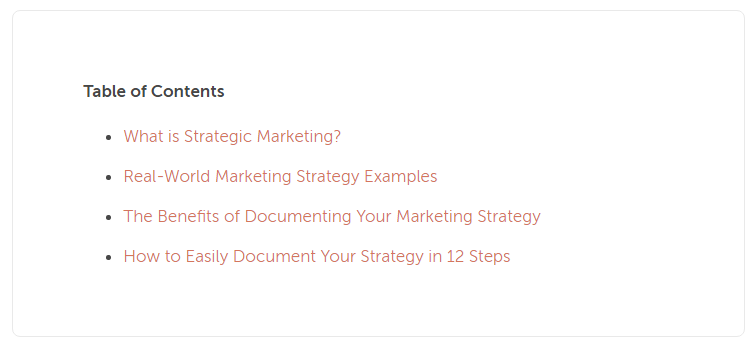 Table of Contents
What is Strategic Marketing?
Real-World Marketing Strategy Examples
The Benefits of Documenting Your Marketing Strategy
How to Easily Document Your Strategy in 12 Steps